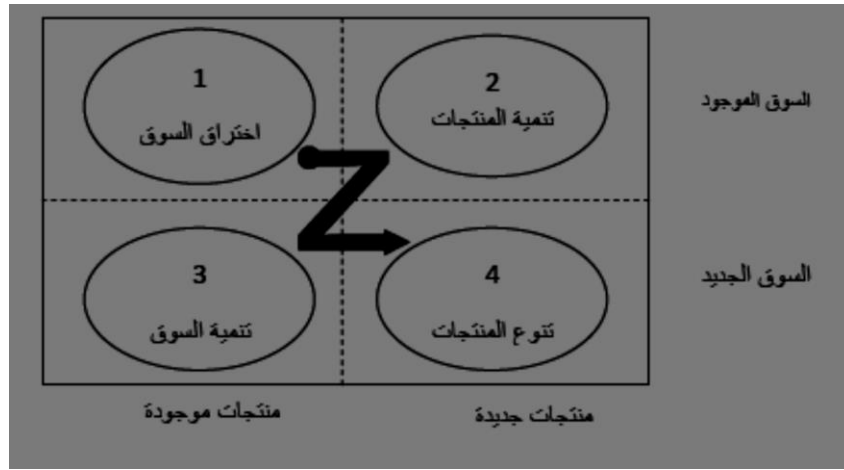 1
اختراق السوق
2
تنمية المنتجات
السوق الموجود
3
تنمية السوق
4
تنوع المنتجات
السوق الجديد
منتجات موجودة
منتجات جديدة